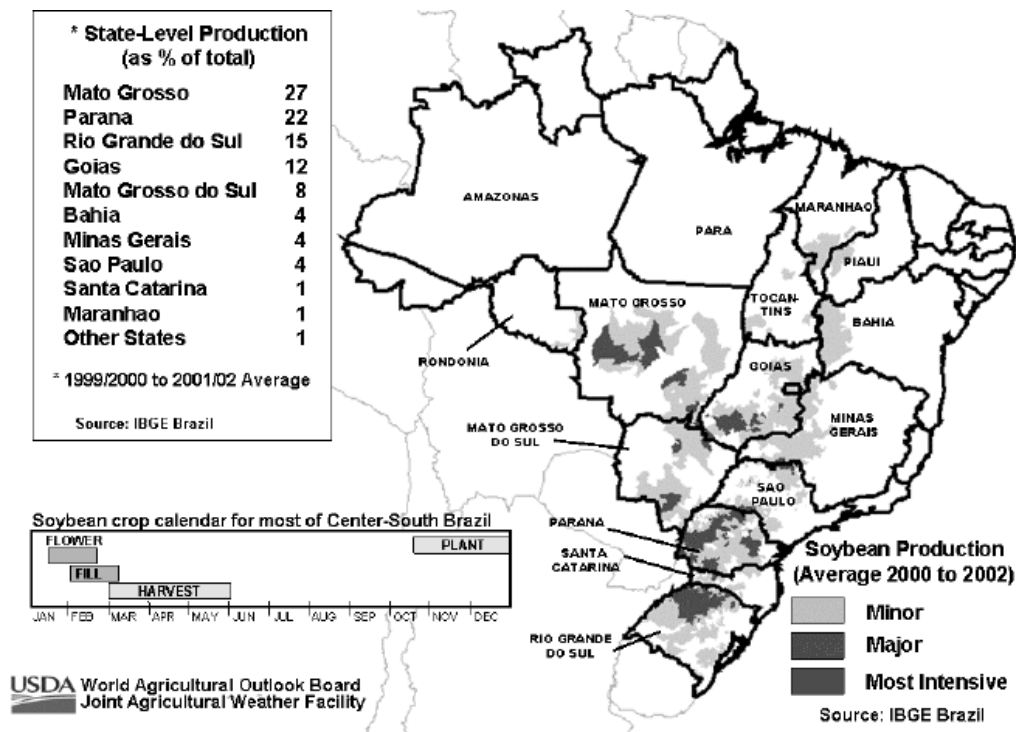 * State-Level Production
(as % of total)
Mato Grosso 27
Parana 22
Rio Grande do Sul 15
Goias 12
Mato Grosso do Sul 8
Bahia 4
Minas Gerais 4
Sao Paulo 4
Santa Catarina 1
Maranhao 1
Other States 1
* 1999/2000 to 2001/02 Average
Source: IBGE Brazil
AMAZONAS
PARA
MARANHAO
PIAUI
TOCAN-
TINS
MATO GROSSO
BAHIA
RONDONIA
GOIAS
MATO GROSSO
DO SUL
MINAS
GERAIS
SAO
PAULO
PARANA
SANTA
CATARINA
RIO GRANDE
DO SUL
Soybean crop calendar for most of Center-South Brazil
FLOWER
PLANT
FILL
HARVEST
JAN FEB MAR APR MAY JUN JUL AUG SEP OCT NOV DEC
Soybean Production
(Average 2000 to 2002)
Minor
Major
Most Intensive
Source: IBGE Brazil
USDA World Agricultural Outlook Board
Joint Agricultural Weather Facility